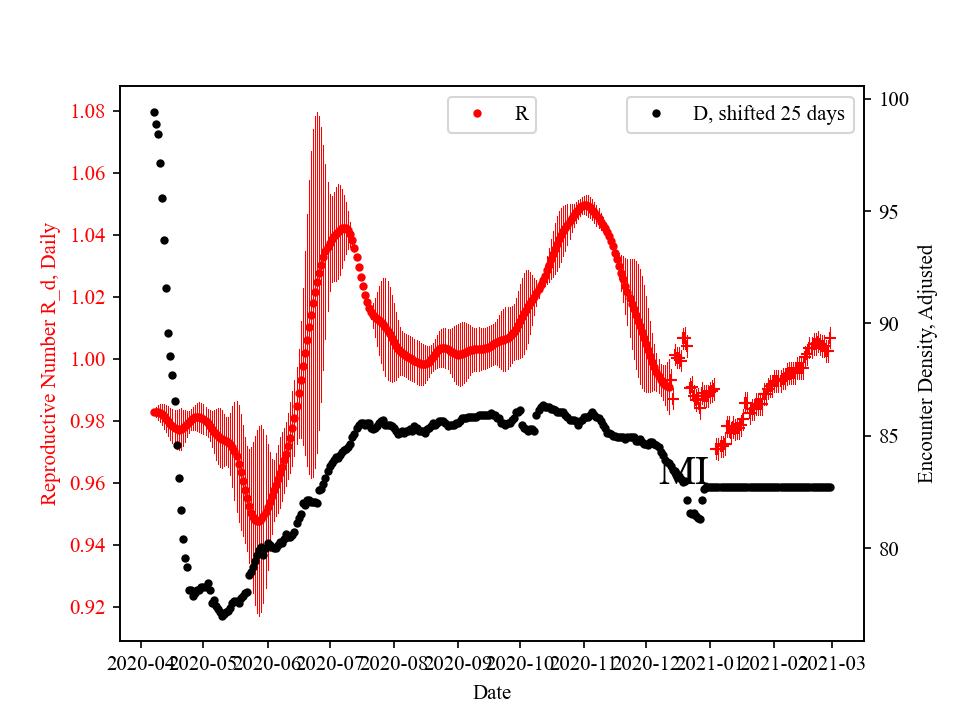 R
D, shifted 25 days
1.08
1.06
1.04
1.02
1.00
0.98
0.96
0.94
0.92
Reproductive Number R_d, Daily
100
95
90
85
80
Encounter Density, Adjusted
MI
2020-04 2020-05 2020-06 2020-07 2020-08 2020-09 2020-10 2020-11 2020-12 2021-01 2021-02 2021-03
Date